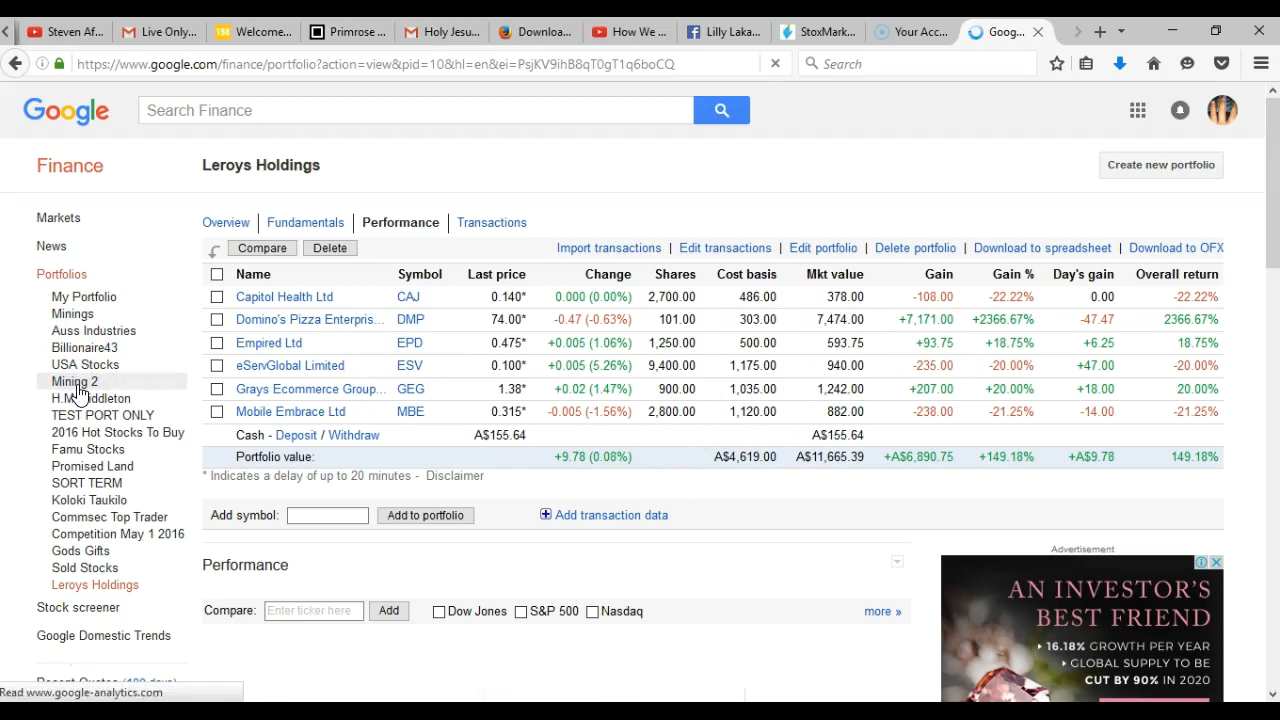 Steven Af...
Live Only...
Welcome...
Primrose ...
Holy Jesu...
Downloa...
How We ...
Lilly Laka...
StoxMark...
Your Acc...
Goog...
https://www.google.com/finance/portfolio?action=view&pid=10&hl=en&ei=PsjKV9ihB8qT0gT1q6boCQ
Search
Google
Search Finance
Finance
Leroys Holdings
Create new portfolio
Markets
News
Portfolios
My Portfolio
Minings
Auss Industries
Billionaire43
USA Stocks
Mining 2
H.Middleton
TEST PORT ONLY
2016 Hot Stocks To Buy
Famu Stocks
Promised Land
SORT TERM
Koloki Taukilo
Commsec Top Trader
Competition May 1 2016
Gods Gifts
Sold Stocks
Leroys Holdings
Stock screener
Google Domestic Trends
Overview | Fundamentals | Performance | Transactions
Compare Delete Import transactions | Edit transactions | Edit portfolio | Delete portfolio | Download to spreadsheet | Download to OFX
Name Symbol Last price Change Shares Cost basis Mkt value Gain Gain % Day's gain Overall return
Capitol Health Ltd CAJ 0.140* 0.000 (0.00%) 2,700.00 486.00 378.00 -108.00 -22.22% 0.00 -22.22%
Domino's Pizza Enterpris... DMP 74.00* -0.47 (-0.63%) 101.00 303.00 7,474.00 +7,171.00 +2366.67% -47.47 2366.67%
Empired Ltd EPD 0.475* +0.005 (1.06%) 1,250.00 500.00 593.75 +93.75 +18.75% +6.25 18.75%
eServGlobal Limited ESV 0.100* +0.005 (5.26%) 9,400.00 1,175.00 940.00 -235.00 -20.00% +47.00 -20.00%
Grays Ecommerce Group... GEG 1.38* +0.02 (1.47%) 900.00 1,035.00 1,242.00 +207.00 +20.00% +18.00 20.00%
Mobile Embrace Ltd MBE 0.315* -0.005 (-1.56%) 2,800.00 1,120.00 882.00 -238.00 -21.25% -14.00 -21.25%
Cash - Deposit / Withdraw A$155.64 A$155.64
Portfolio value: +9.78 (0.08%) A$4,619.00 A$11,665.39 +A$6,890.75 +149.18% +A$9.78 149.18%
* Indicates a delay of up to 20 minutes - Disclaimer
Add symbol: Add to portfolio Add transaction data
Performance
Compare: Enter ticker here Add Dow Jones S&P 500 Nasdaq more »
Advertisement
AN INVESTOR'S
BEST FRIEND
16.18% GROWTH PER YEAR
GLOBAL SUPPLY TO BE
CUT BY 90% IN 2020
Read www.google-analytics.com